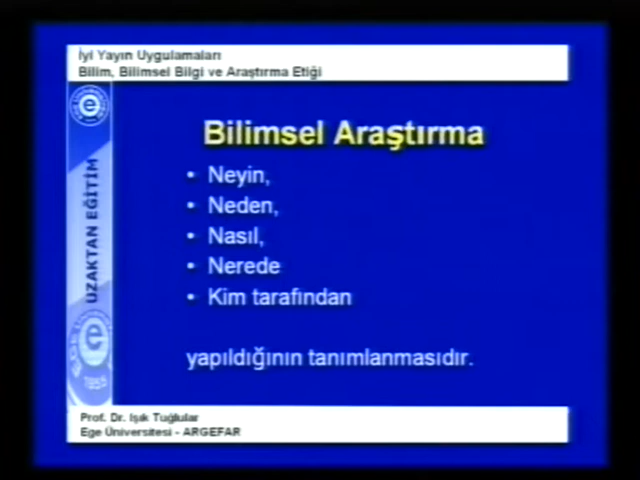 İyi Yayın Uygulamaları
Bilim, Bilimsel Bilgi ve Araştırma Etiği
UZAKTAN EĞİTİM
1955
Bilimsel Araştırma
• Neyin,
• Neden,
• Nasıl,
• Nerede
• Kim tarafından
yapıldığının tanımlanmasıdır.
Prof. Dr. Işık Tuğlular
Ege Üniversitesi - ARGEFAR